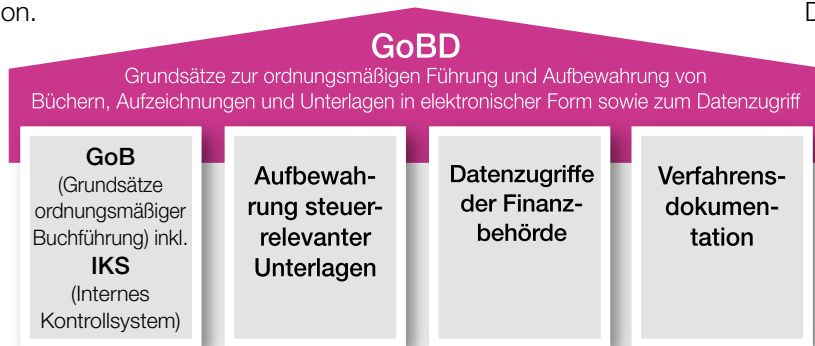 on.
D
GoBD
Grundsätze zur ordnungsmäßigen Führung und Aufbewahrung von
Büchern, Aufzeichnungen und Unterlagen in elektronischer Form sowie zum Datenzugriff
GoB
(Grundsätze
ordnungsmäßiger
Buchführung) inkl.
IKS
(Internes
Kontrollsystem)
Aufbewah-
rung steuer-
relevanter
Unterlagen
Datenzugriffe
der Finanz-
behörde
Verfahrens-
dokumen-
tation